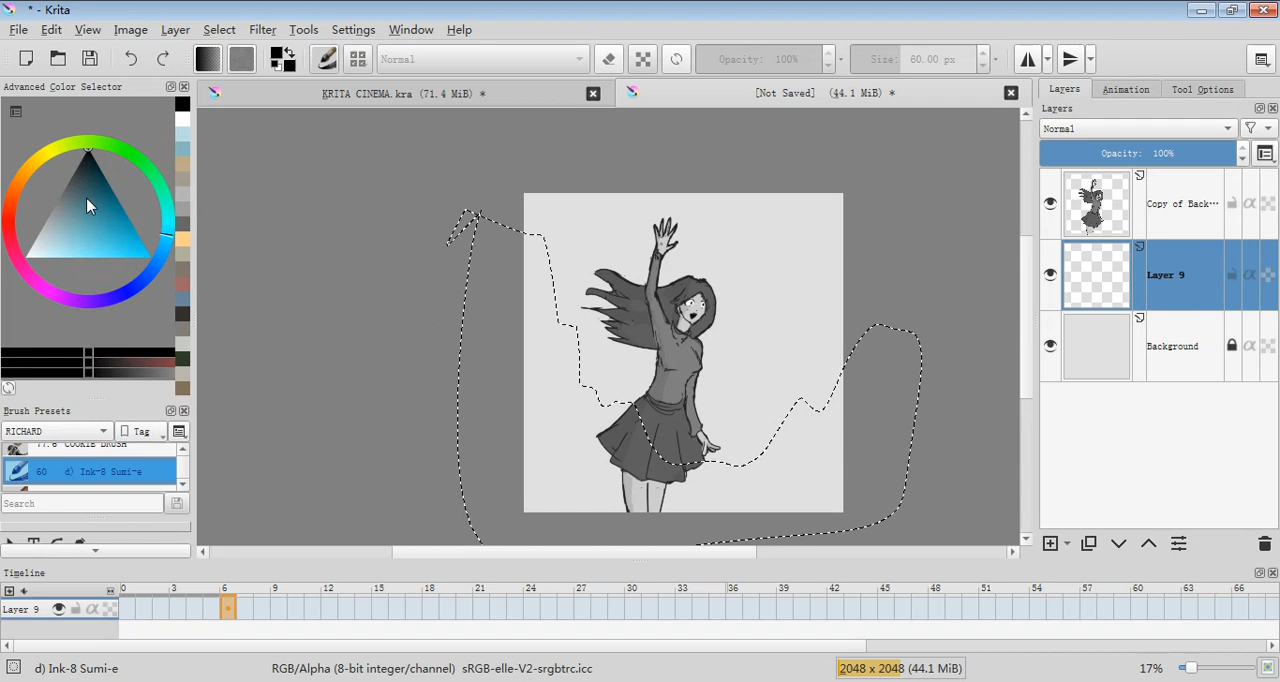 * - Krita
File Edit View Image Layer Select Filter Tools Settings Window Help
Normal Opacity: 100% Size: 60.00 px
Advanced Color Selector
KRITA CINEMA.kra (71.4 MiB) *
[Not Saved] (44.1 MiB) *
Layers Animation Tool Options
Layers
Normal
Opacity: 100%
Copy of Back···
Layer 9
Background
Brush Presets
RICHARD Tag
77.6 COOKIE BRUSH
60 d) Ink-8 Sumi-e
Search
Timeline
0 3 6 9 12 15 18 21 24 27 30 33 36 39 42 45 48 51 54 57 60 63 66
Layer 9
d) Ink-8 Sumi-e RGB/Alpha (8-bit integer/channel) sRGB-elle-V2-srgbtrc.icc 2048 x 2048 (44.1 MiB) 17%